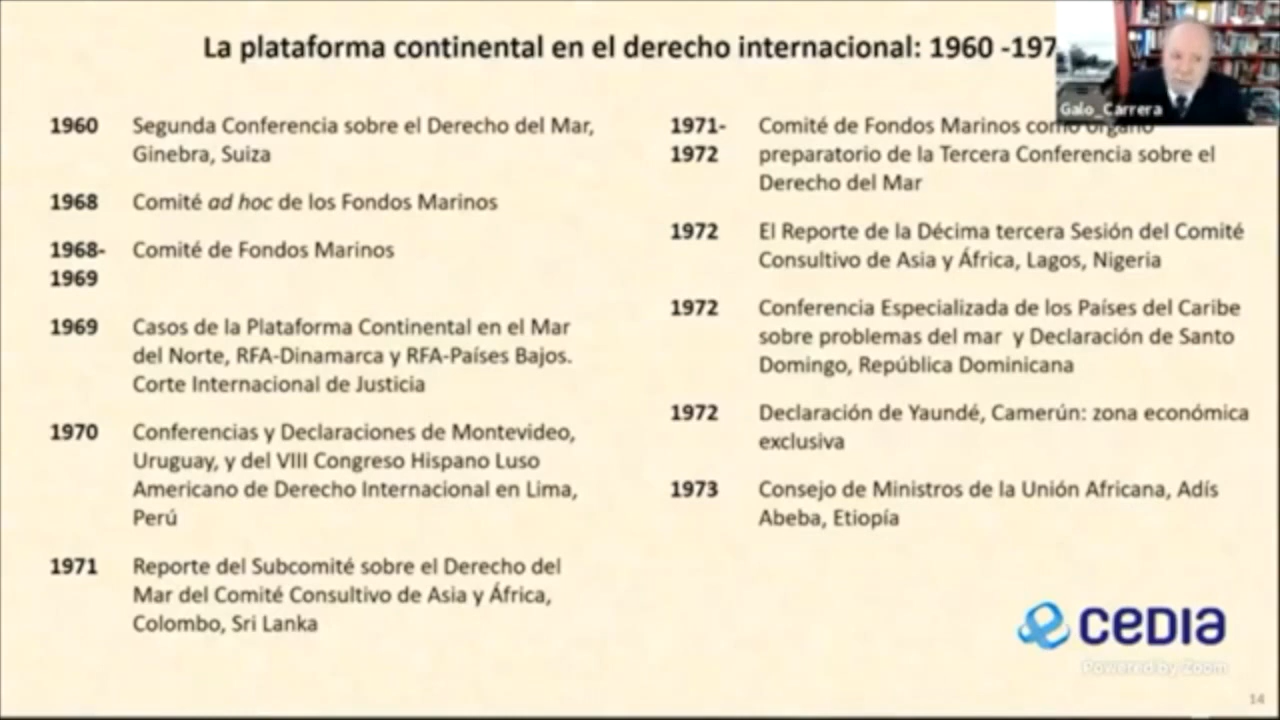 La plataforma continental en el derecho internacional: 1960 -197
Galo_Carrera
1960 Segunda Conferencia sobre el Derecho del Mar,
Ginebra, Suiza
1968 Comité ad hoc de los Fondos Marinos
1968- Comité de Fondos Marinos
1969
1969 Casos de la Plataforma Continental en el Mar
del Norte, RFA-Dinamarca y RFA-Países Bajos.
Corte Internacional de Justicia
1970 Conferencias y Declaraciones de Montevideo,
Uruguay, y del VIII Congreso Hispano Luso
Americano de Derecho Internacional en Lima,
Perú
1971 Reporte del Subcomité sobre el Derecho del
Mar del Comité Consultivo de Asia y África,
Colombo, Sri Lanka
1971- Comité de Fondos Marinos como órgano
1972 preparatorio de la Tercera Conferencia sobre el
Derecho del Mar
1972 El Reporte de la Décima tercera Sesión del Comité
Consultivo de Asia y África, Lagos, Nigeria
1972 Conferencia Especializada de los Países del Caribe
sobre problemas del mar y Declaración de Santo
Domingo, República Dominicana
1972 Declaración de Yaundé, Camerún: zona económica
exclusiva
1973 Consejo de Ministros de la Unión Africana, Adís
Abeba, Etiopía
cedia
Powered by Zoom
14